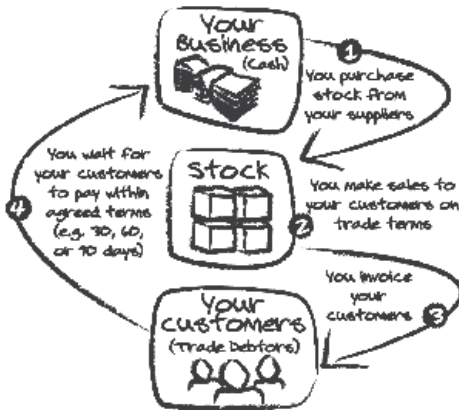 Your
Business
(Cash)
1
You purchase
stock from
your suppliers
Stock
You make sales to
your customers on
trade terms
2
You invoice
your
customers
3
Your
customers
(Trade Debtors)
4
You wait for
your customers
to pay within
agreed terms
(e.g. 30, 60,
or 90 days)